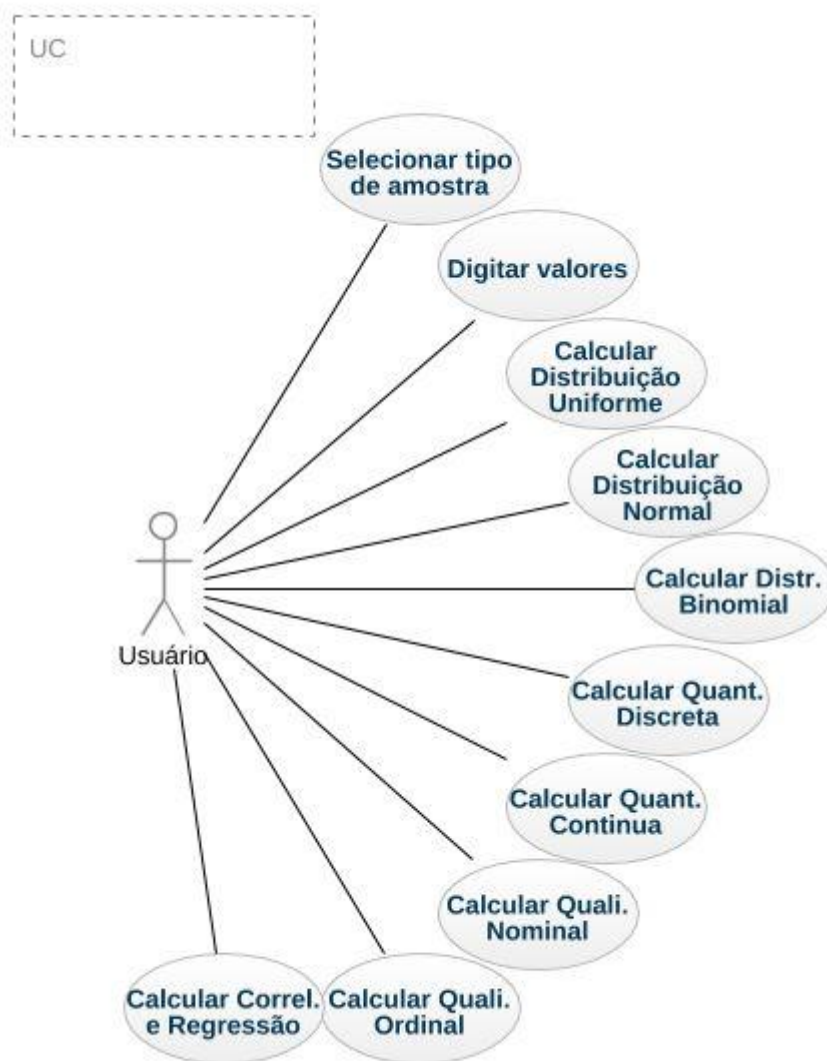 UC
Selecionar tipo
de amostra
Digitar valores
Calcular
Distribuição
Uniforme
Calcular
Distribuição
Normal
Calcular Distr.
Binomial
Usuário
Calcular Quant.
Discreta
Calcular Quant.
Continua
Calcular Quali.
Nominal
Calcular Correl.
e Regressão
Calcular Quali.
Ordinal